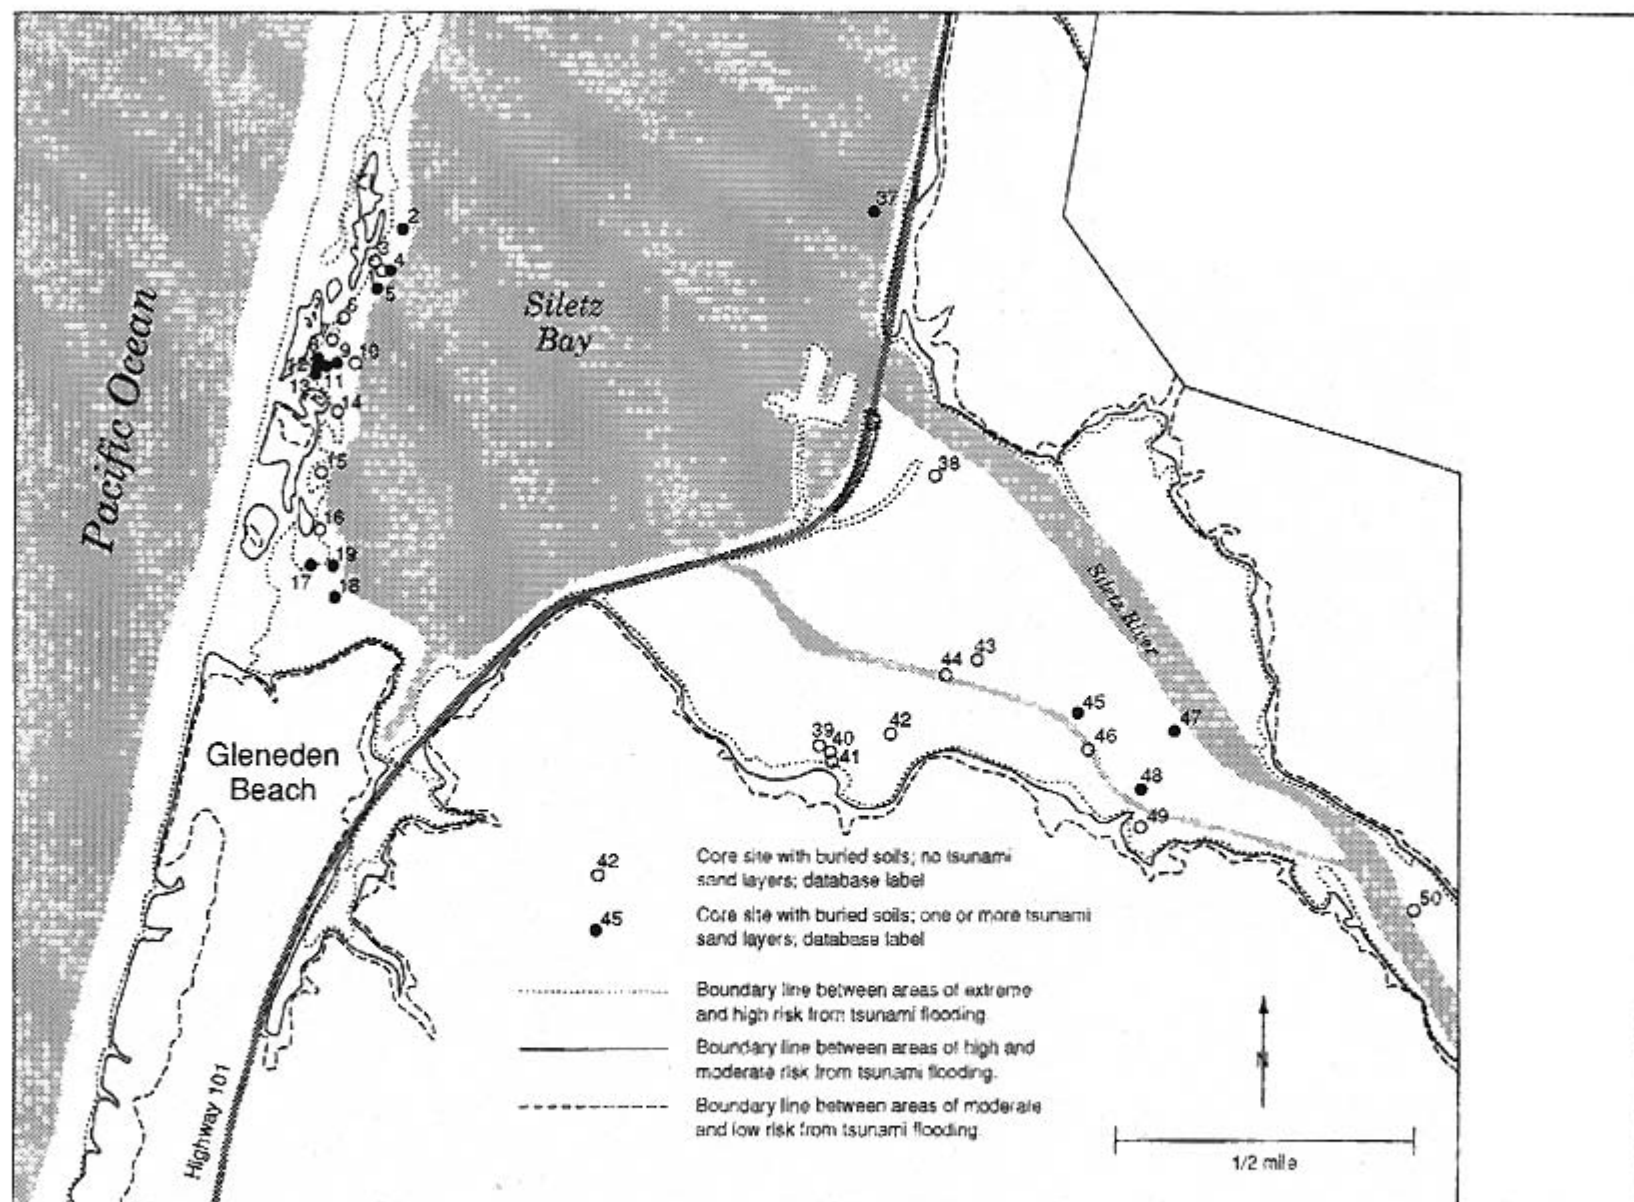 37
2
3
4
5
6
8
9
10
12
11
13
14
15
16
19
17
18
38
Pacific Ocean
Siletz
Bay
Siletz River
43
44
45
47
46
42
39
40
41
48
49
50
Gleneden
Beach
Highway 101
42
Core site with buried soils; no tsunami
sand layers; database label
45
Core site with buried soils; one or more tsunami
sand layers; database label
Boundary line between areas of extreme
and high risk from tsunami flooding.
Boundary line between areas of high and
moderate risk from tsunami flooding.
Boundary line between areas of moderate
and low risk from tsunami flooding.
N
1/2 mile